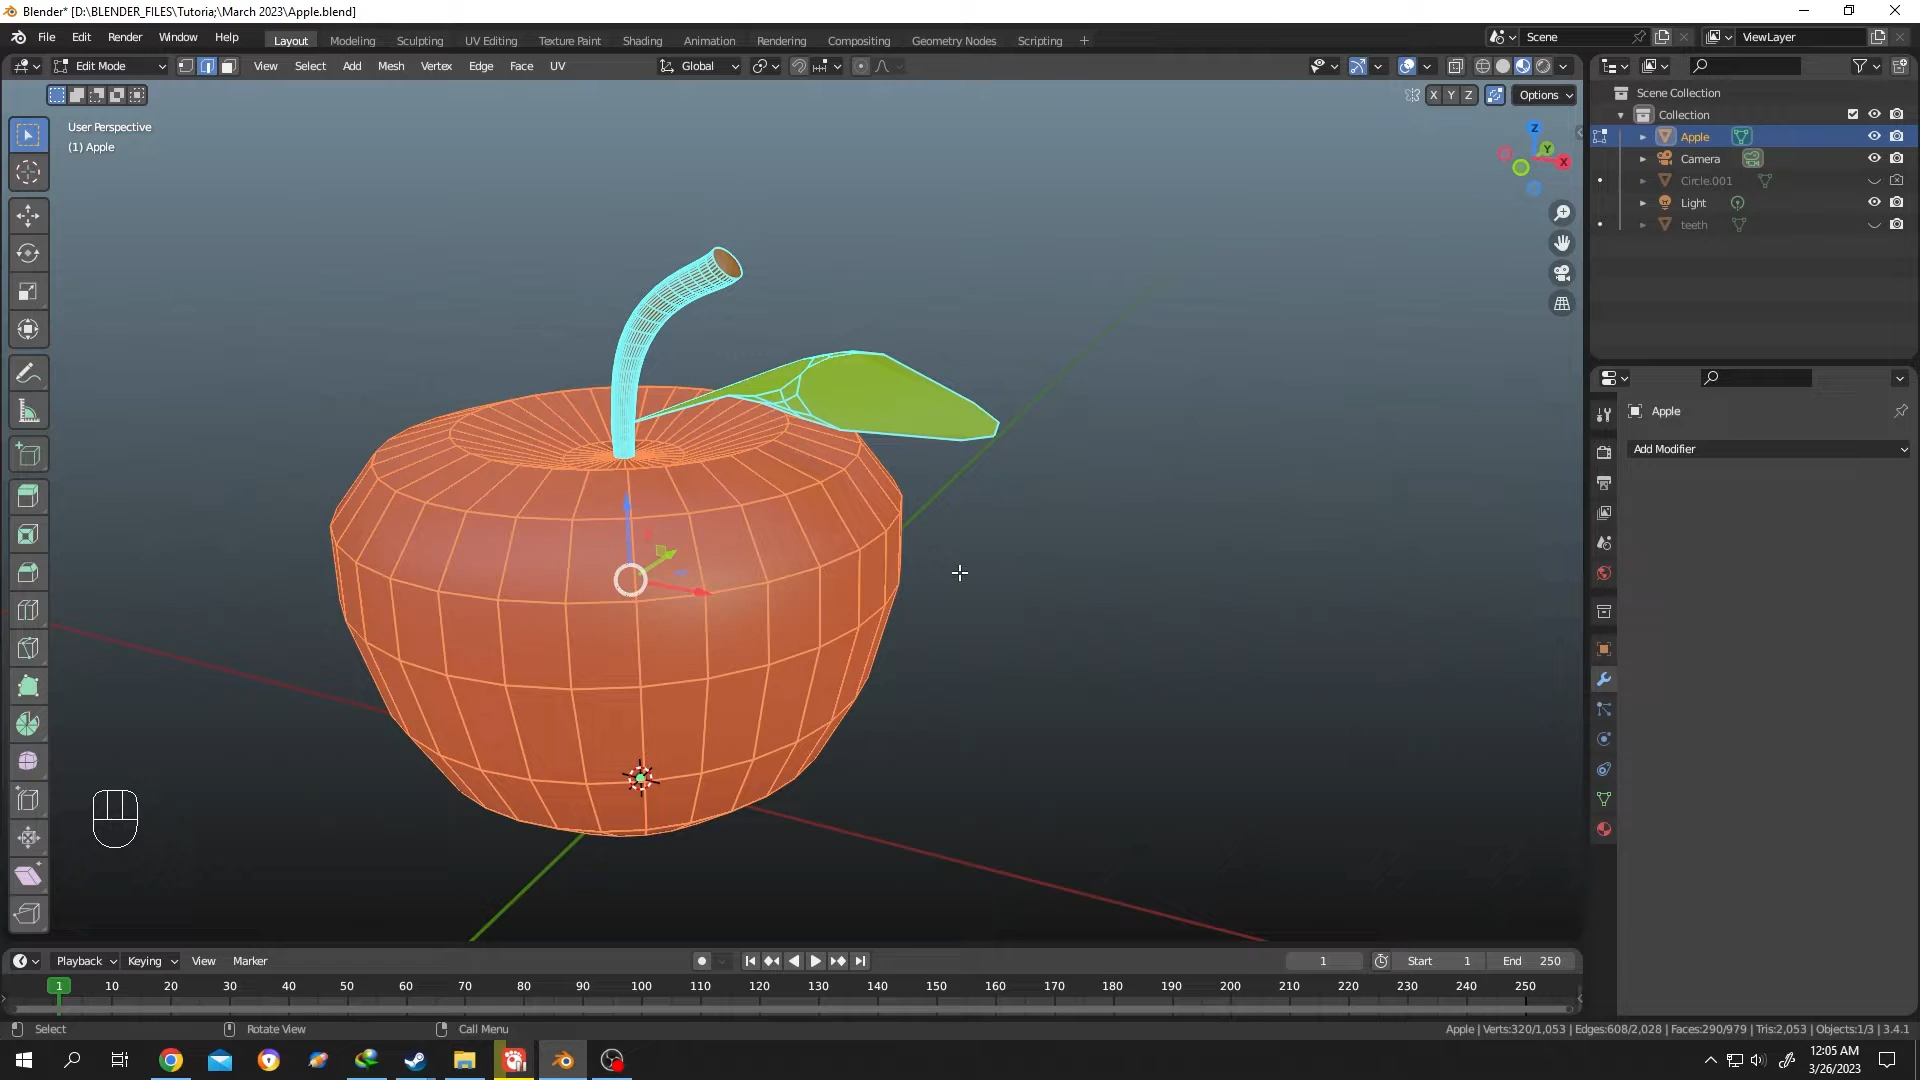 Blender* [D:\BLENDER_FILES\Tutoria;\March 2023\Apple.blend]
File Edit Render Window Help Layout Modeling Sculpting UV Editing Texture Paint Shading Animation Rendering Compositing Geometry Nodes Scripting + Scene ViewLayer
Edit Mode View Select Add Mesh Vertex Edge Face UV Global
X Y Z Options
User Perspective
(1) Apple
Z
Y
X
Scene Collection
Collection
Apple
Camera
Circle.001
Light
teeth
Apple
Add Modifier
Playback Keying View Marker 1 Start 1 End 250
1 10 20 30 40 50 60 70 80 90 100 110 120 130 140 150 160 170 180 190 200 210 220 230 240 250
Select Rotate View Call Menu Apple | Verts:320/1,053 | Edges:608/2,028 | Faces:290/979 | Tris:2,053 | Objects:1/3 | 3.4.1
12:05 AM
3/26/2023